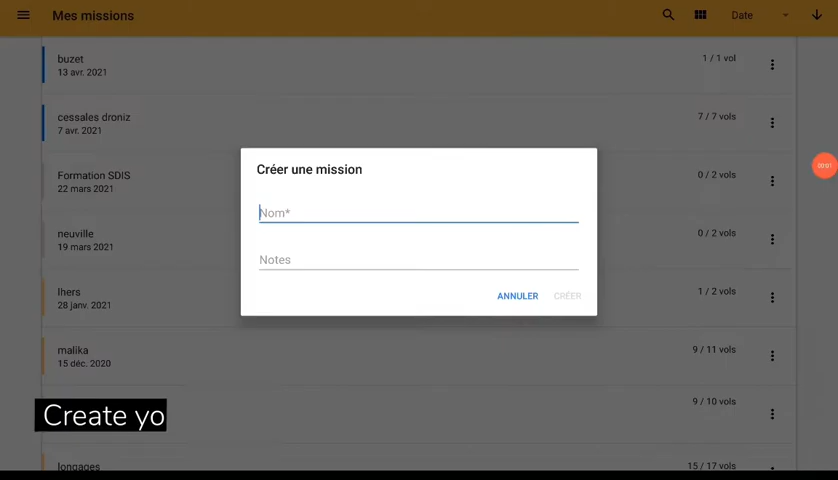 Mes missions
Date
buzet
1 / 1 vol
13 avr. 2021
cessales droniz
7 / 7 vols
7 avr. 2021
Formation SDIS
0 / 2 vols
22 mars 2021
neuville
0 / 2 vols
19 mars 2021
lhers
1 / 2 vols
28 janv. 2021
malika
9 / 11 vols
15 déc. 2020
9 / 10 vols
longages
15 / 17 vols
Créer une mission
Nom*
Notes
ANNULER
CRÉER
00:01
Create yo